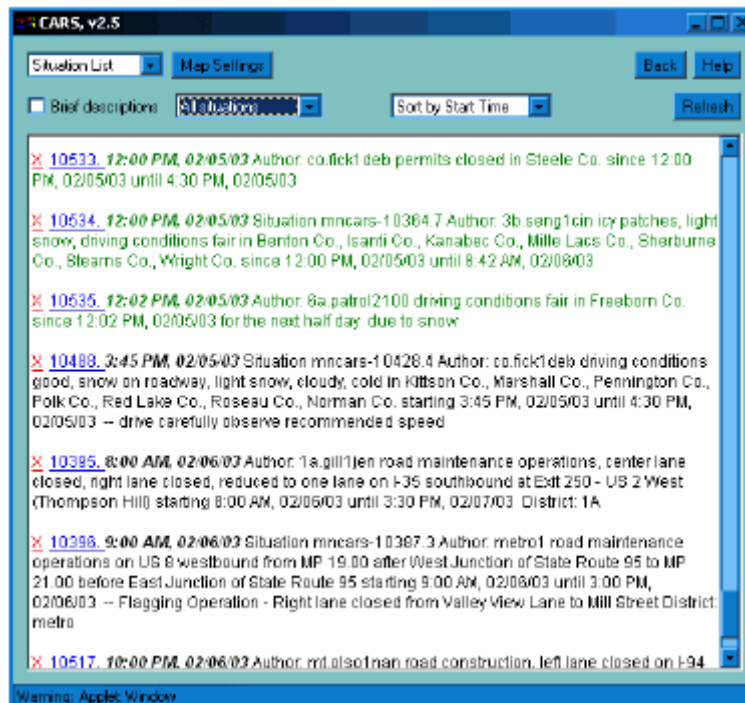 CARS, v2.5
Situation List
Map Settings
Back
Help
Brief descriptions
All situations
Sort by Start Time
Refresh
X 10533. 12:00 PM, 02/05/03 Author: co.fick1deb permits closed in Steele Co. since 12:00
PM, 02/05/03 until 4:30 PM, 02/05/03
X 10534. 12:00 PM, 02/05/03 Situation mncars-10364.7 Author: 3b.seng1cin icy patches, light
snow, driving conditions fair in Benton Co., Isanti Co., Kanabec Co., Mille Lacs Co., Sherburne
Co., Stearns Co., Wright Co. since 12:00 PM, 02/05/03 until 8:42 AM, 02/06/03
X 10535. 12:02 PM, 02/05/03 Author: 6a.patrol2100 driving conditions fair in Freeborn Co.
since 12:02 PM, 02/05/03 for the next half day due to snow
X 10488. 3:45 PM, 02/05/03 Situation mncars-10428.4 Author: co.fick1deb driving conditions
good, snow on roadway, light snow, cloudy, cold in Kittson Co., Marshall Co., Pennington Co.,
Polk Co., Red Lake Co., Roseau Co., Norman Co. starting 3:45 PM, 02/05/03 until 4:30 PM,
02/05/03 -- drive carefully observe recommended speed
X 10395. 8:00 AM, 02/06/03 Author: 1a.gill1jen road maintenance operations, center lane
closed, right lane closed, reduced to one lane on I-35 southbound at Exit 250 - US 2 West
(Thompson Hill) starting 8:00 AM, 02/06/03 until 3:30 PM, 02/07/03 District: 1A
X 10396. 9:00 AM, 02/06/03 Situation mncars-10387.3 Author: metro1 road maintenance
operations on US 8 westbound from MP 19.00 after West Junction of State Route 95 to MP
21.00 before East Junction of State Route 95 starting 9:00 AM, 02/06/03 until 3:00 PM,
02/06/03 -- Flagging Operation - Right lane closed from Valley View Lane to Mill Street District:
metro
X 10517. 10:00 PM, 02/06/03 Author: mt.olso1nan road construction, left lane closed on I-94
Warning: Applet Window